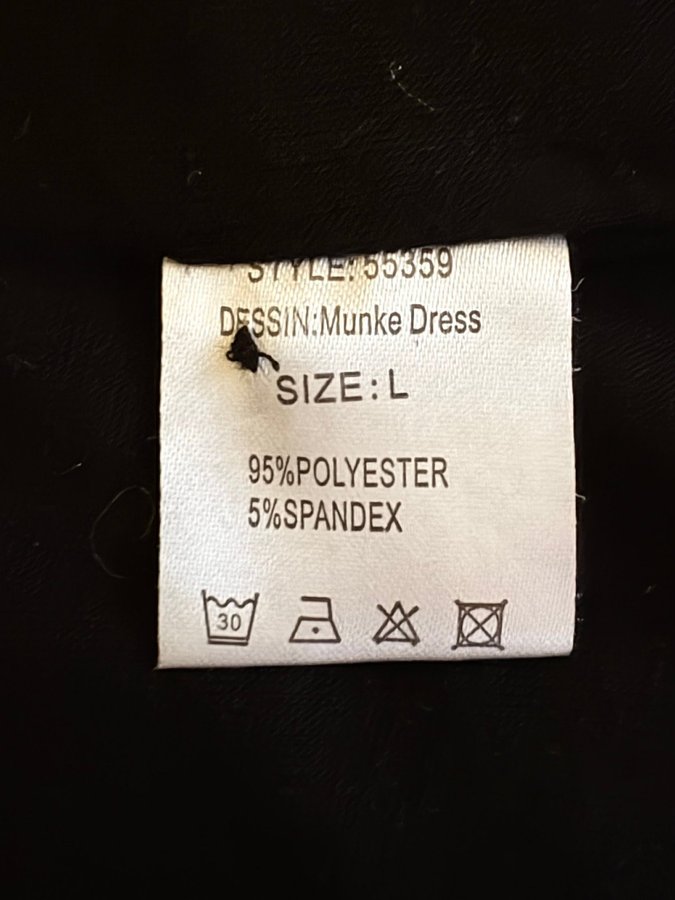 STYLE: 55359
DESSIN:Munke Dress
SIZE: L
95%POLYESTER
5%SPANDEX
30